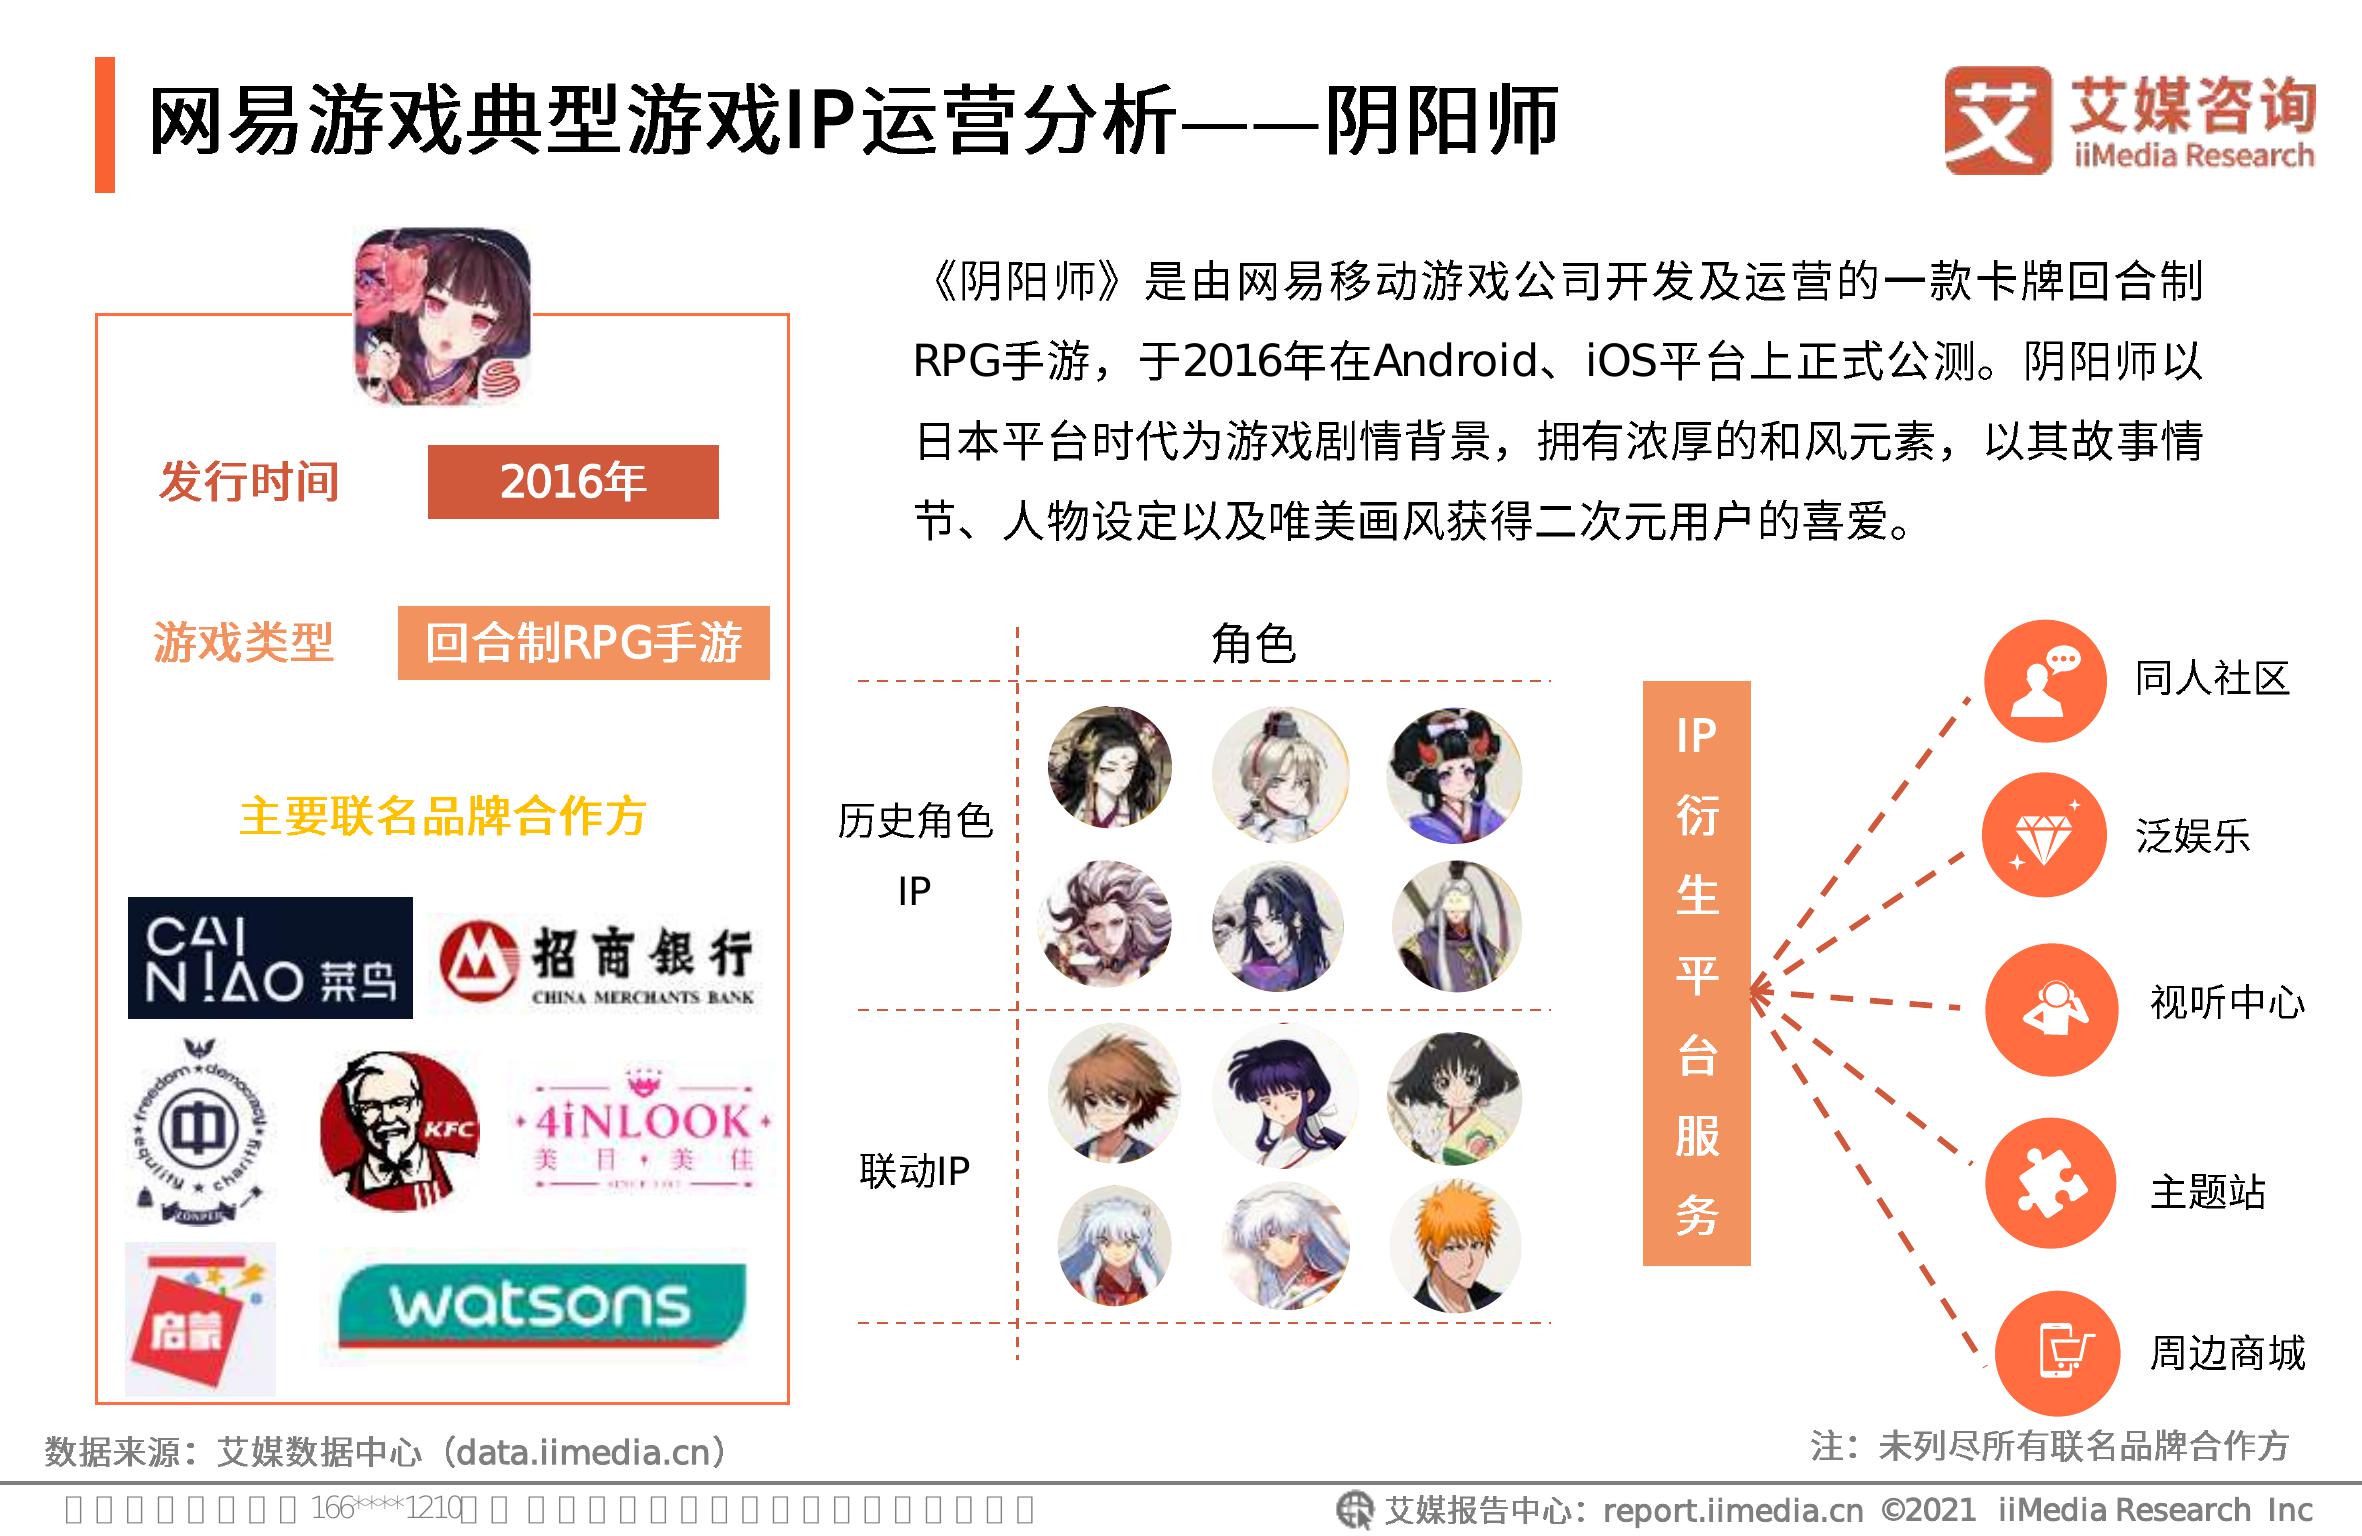 网易游戏典型游戏IP运营分析——阴阳师
艾 艾媒咨询
iiMedia Research
《阴阳师》是由网易移动游戏公司开发及运营的一款卡牌回合制
RPG手游，于2016年在Android、iOS平台上正式公测。阴阳师以
日本平台时代为游戏剧情背景，拥有浓厚的和风元素，以其故事情
节、人物设定以及唯美画风获得二次元用户的喜爱。
发行时间 2016年
游戏类型 回合制RPG手游
主要联名品牌合作方
CAI
NIAO 菜鸟
招商银行
CHINA MERCHANTS BANK
freedom ★ democracy
中
equility ★ charity
KFC
4iNLOOK
美目·美佳
启蒙
watsons
角色
历史角色
IP
联动IP
IP
衍
生
平
台
服
务
同人社区
泛娱乐
视听中心
主题站
周边商城
数据来源：艾媒数据中心（data.iimedia.cn）
注：未列尽所有联名品牌合作方
166****1210
艾媒报告中心：report.iimedia.cn ©2021 iiMedia Research Inc